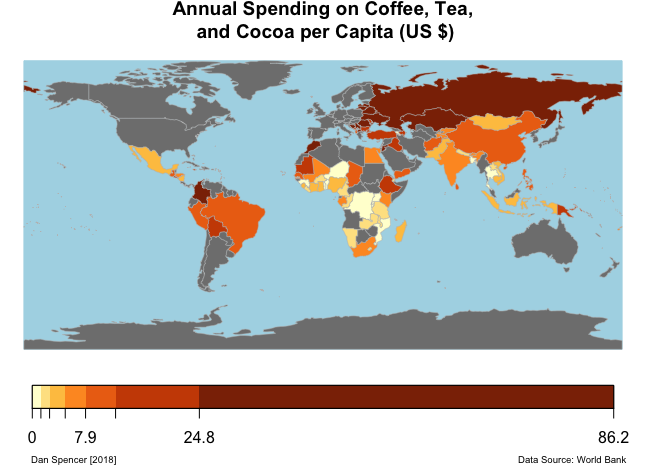 Annual Spending on Coffee, Tea,
and Cocoa per Capita (US $)
0 7.9 24.8 86.2
Dan Spencer [2018] Data Source: World Bank